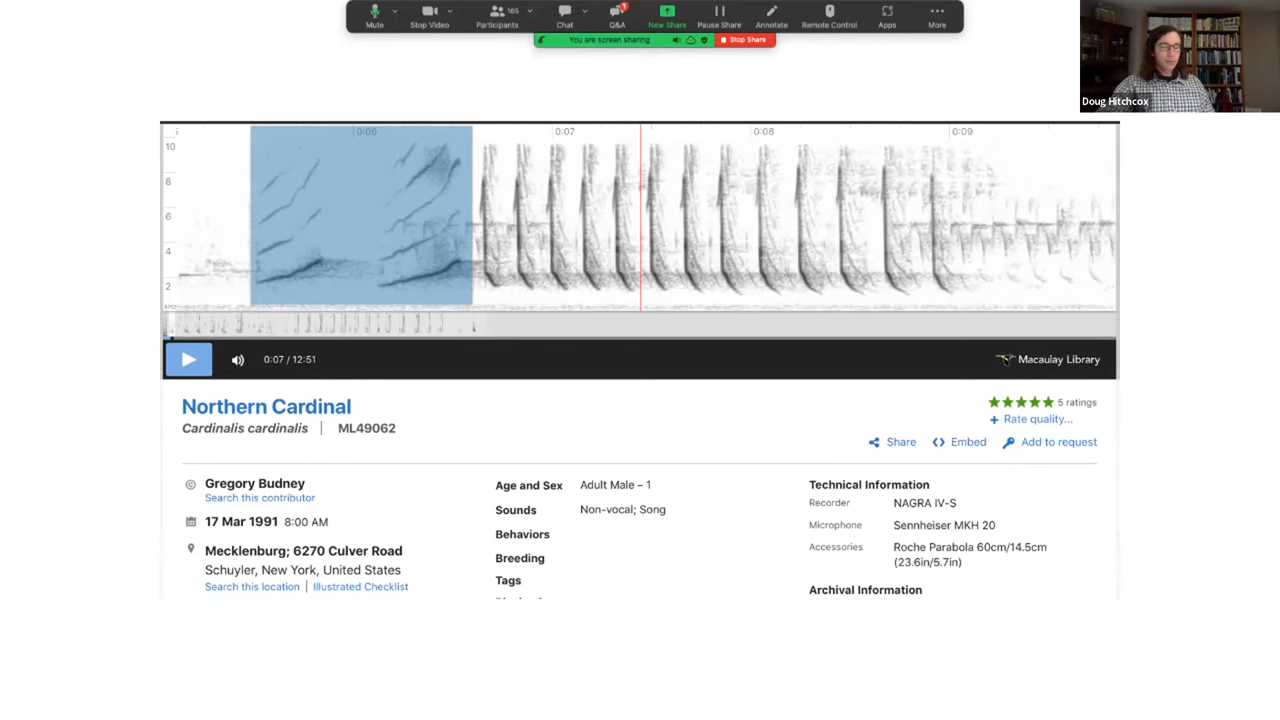 165 1
Mute Stop Video Participants Chat Q&A New Share Pause Share Annotate Remote Control Apps More
You are screen sharing Stop Share
Doug Hitchcox
0:06 0:07 0:08 0:09
10
8
6
4
2
kHz
0:07 / 12:51 Macaulay Library
Northern Cardinal 5 ratings
Cardinalis cardinalis | ML49062 + Rate quality...
Share Embed Add to request
© Gregory Budney
Search this contributor
17 Mar 1991 8:00 AM
Mecklenburg; 6270 Culver Road
Schuyler, New York, United States
Search this location | Illustrated Checklist
Age and Sex Adult Male – 1
Sounds Non-vocal; Song
Behaviors
Breeding
Tags
Technical Information
Recorder NAGRA IV-S
Microphone Sennheiser MKH 20
Accessories Roche Parabola 60cm/14.5cm
(23.6in/5.7in)
Archival Information